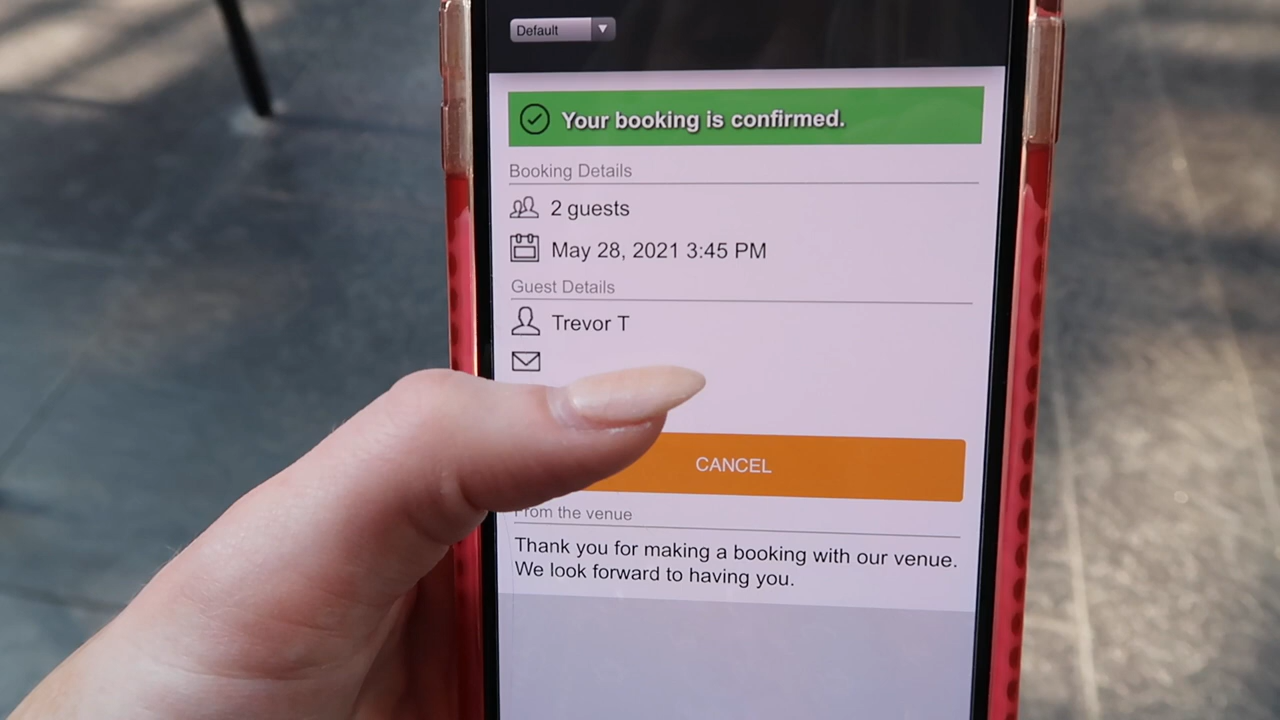 Default
Your booking is confirmed.
Booking Details
2 guests
May 28, 2021 3:45 PM
Guest Details
Trevor T
CANCEL
From the venue
Thank you for making a booking with our venue.
We look forward to having you.